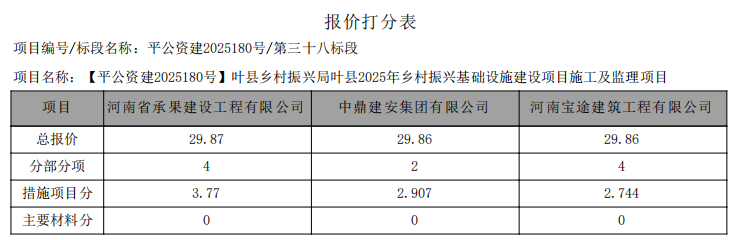 报价打分表
项目编号/标段名称：平公资建2025180号/第三十八标段
项目名称：【平公资建2025180号】叶县乡村振兴局叶县2025年乡村振兴基础设施建设项目施工及监理项目
项目 河南省承果建设工程有限公司 中鼎建安集团有限公司 河南宝途建筑工程有限公司
总报价 29.87 29.86 29.86
分部分项 4 2 4
措施项目分 3.77 2.907 2.744
主要材料分 0 0 0